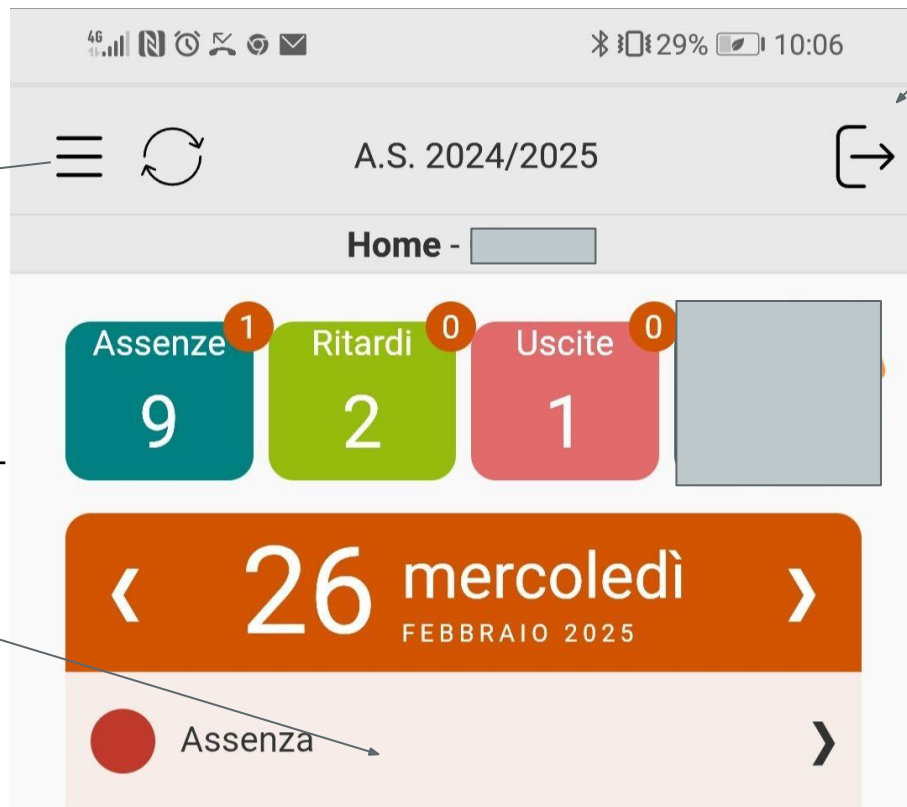 4G 29% 10:06
A.S. 2024/2025
Home -
Assenze 1 Ritardi 0 Uscite 0
9 2 1
26 mercoledì
FEBBRAIO 2025
Assenza